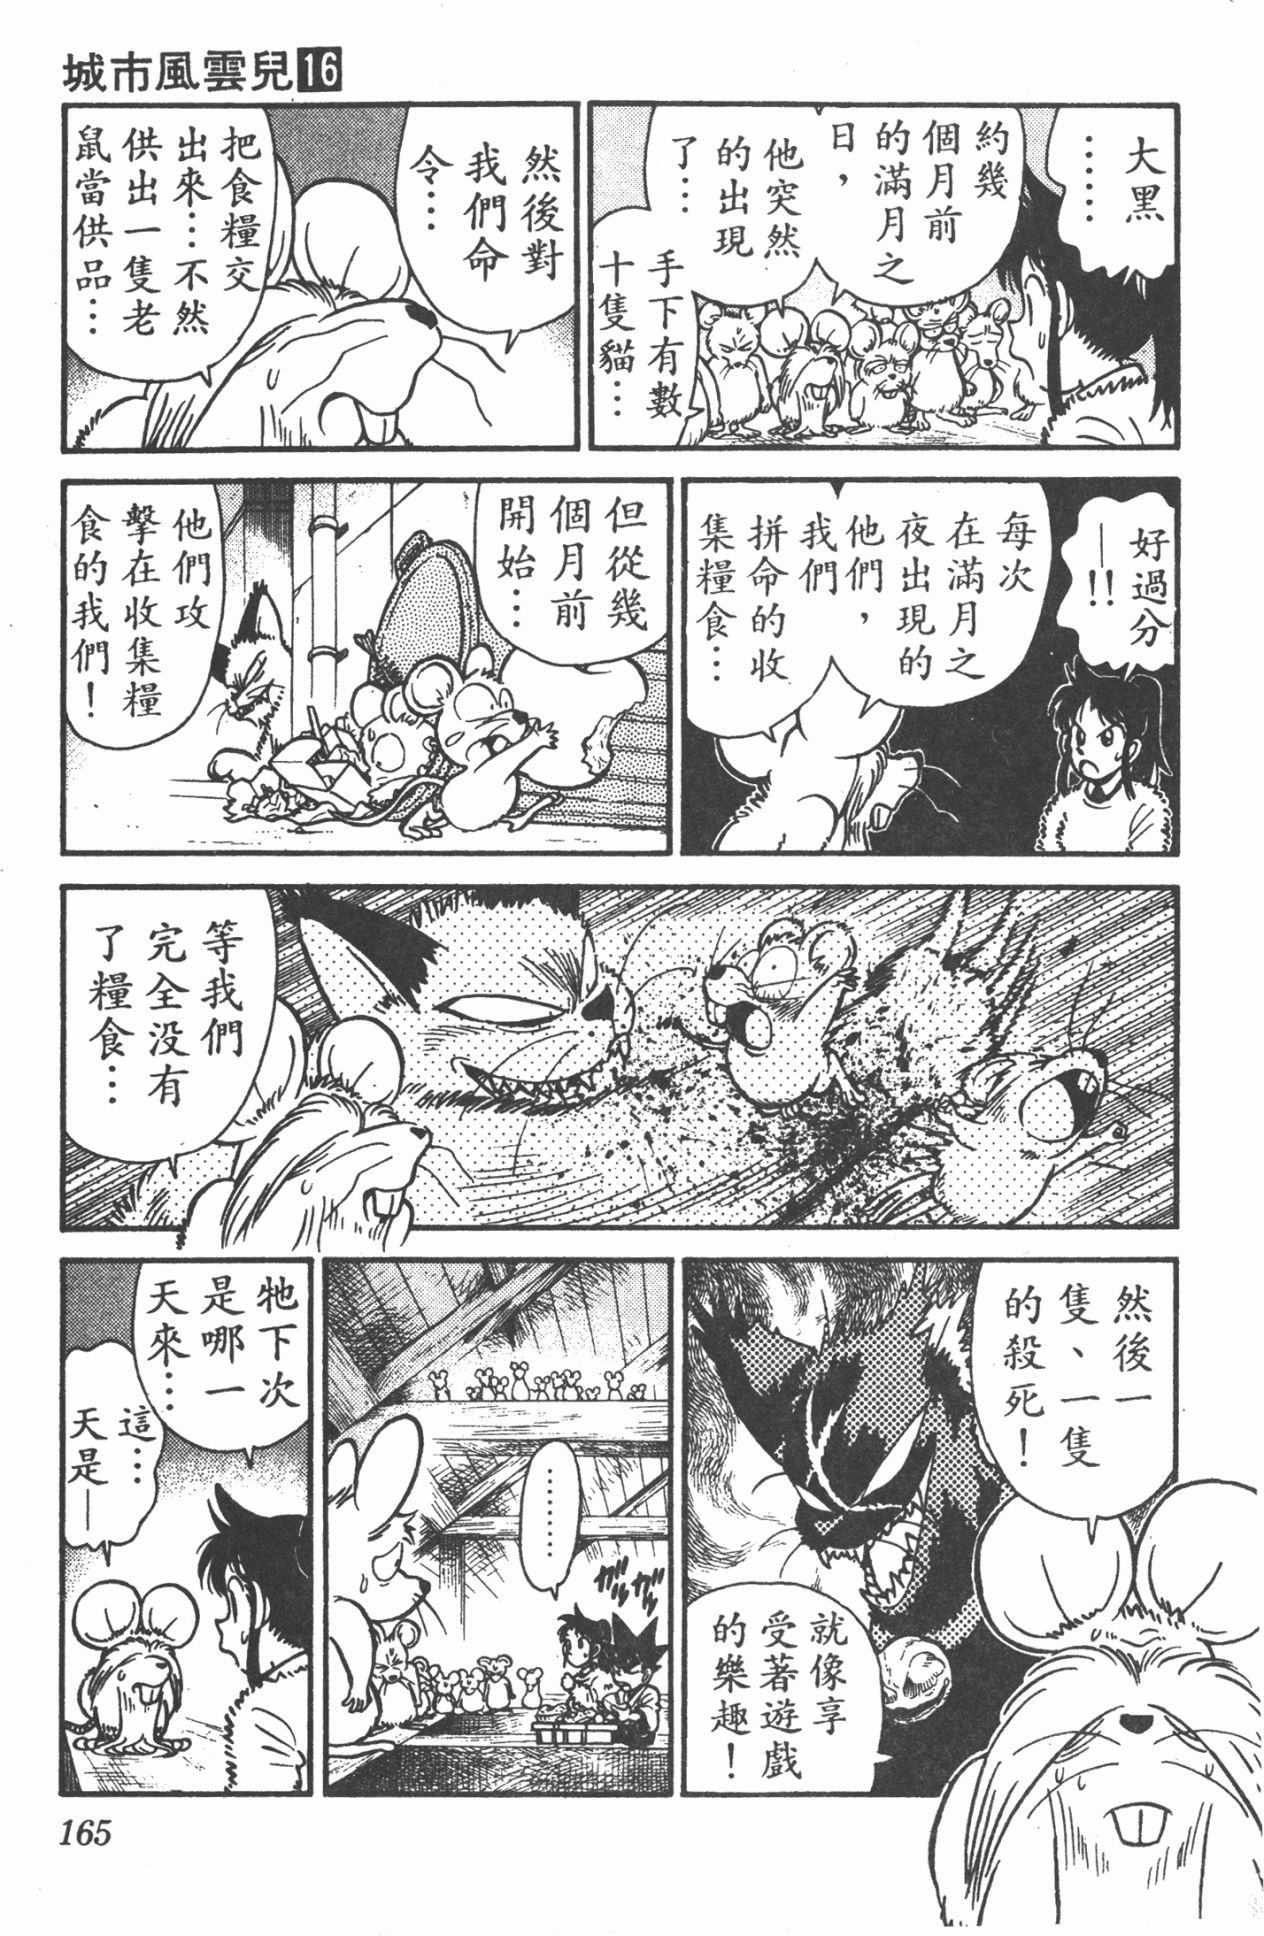 城市風雲兒16
大黑
……
約幾
個月前
的滿月之
日，
他突然
的出現
了…
手下有數
十隻貓…
然後對
我們命
令…
把食糧交
出來…不然
供出一隻老
鼠當供品…
好過分
—!!
每次
在滿月之
夜出現的
他們，
我們
拼命的收
集糧食…
但從幾
個月前
開始…
他們攻
擊在收集糧
食的我們！
等我們
完全没有
了糧食…
然後一
隻、一隻
的殺死！
就像享
受著遊戲
的樂趣！
………
ガツガツ
牠下次
是哪一
天來…
這…
天是—
165